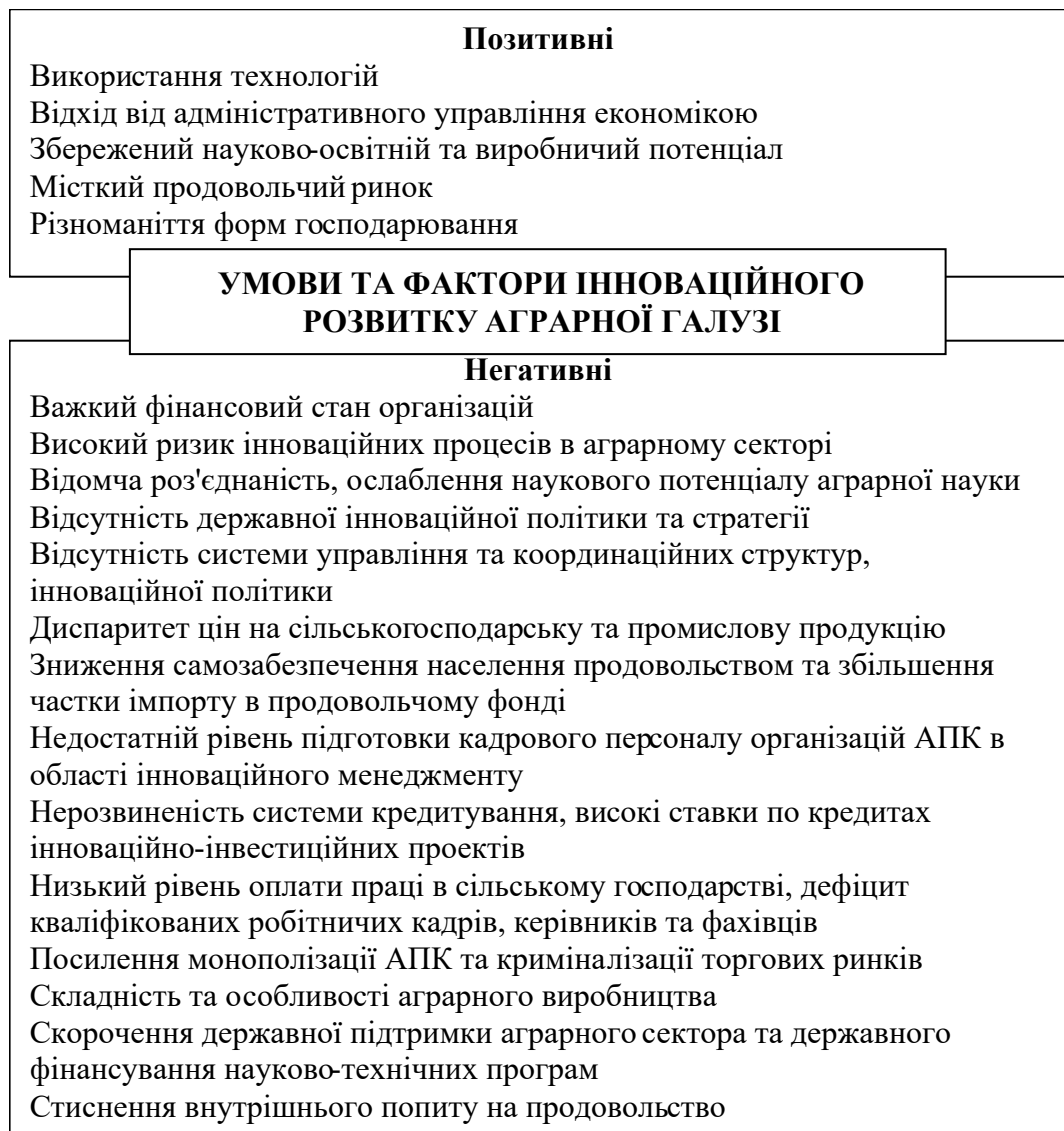 Позитивні
Використання технологій
Відхід від адміністративного управління економікою
Збережений науково-освітній та виробничий потенціал
Місткий продовольчий ринок
Різноманіття форм господарювання
УМОВИ ТА ФАКТОРИ ІННОВАЦІЙНОГО
РОЗВИТКУ АГРАРНОЇ ГАЛУЗІ
Негативні
Важкий фінансовий стан організацій
Високий ризик інноваційних процесів в аграрному секторі
Відомча роз'єднаність, ослаблення наукового потенціалу аграрної науки
Відсутність державної інноваційної політики та стратегії
Відсутність системи управління та координаційних структур,
інноваційної політики
Диспаритет цін на сільськогосподарську та промислову продукцію
Зниження самозабезпечення населення продовольством та збільшення
частки імпорту в продовольчому фонді
Недостатній рівень підготовки кадрового персоналу організацій АПК в
області інноваційного менеджменту
Нерозвиненість системи кредитування, високі ставки по кредитах
інноваційно-інвестиційних проектів
Низький рівень оплати праці в сільському господарстві, дефіцит
кваліфікованих робітничих кадрів, керівників та фахівців
Посилення монополізації АПК та криміналізації торгових ринків
Складність та особливості аграрного виробництва
Скорочення державної підтримки аграрного сектора та державного
фінансування науково-технічних програм
Стиснення внутрішнього попиту на продовольство